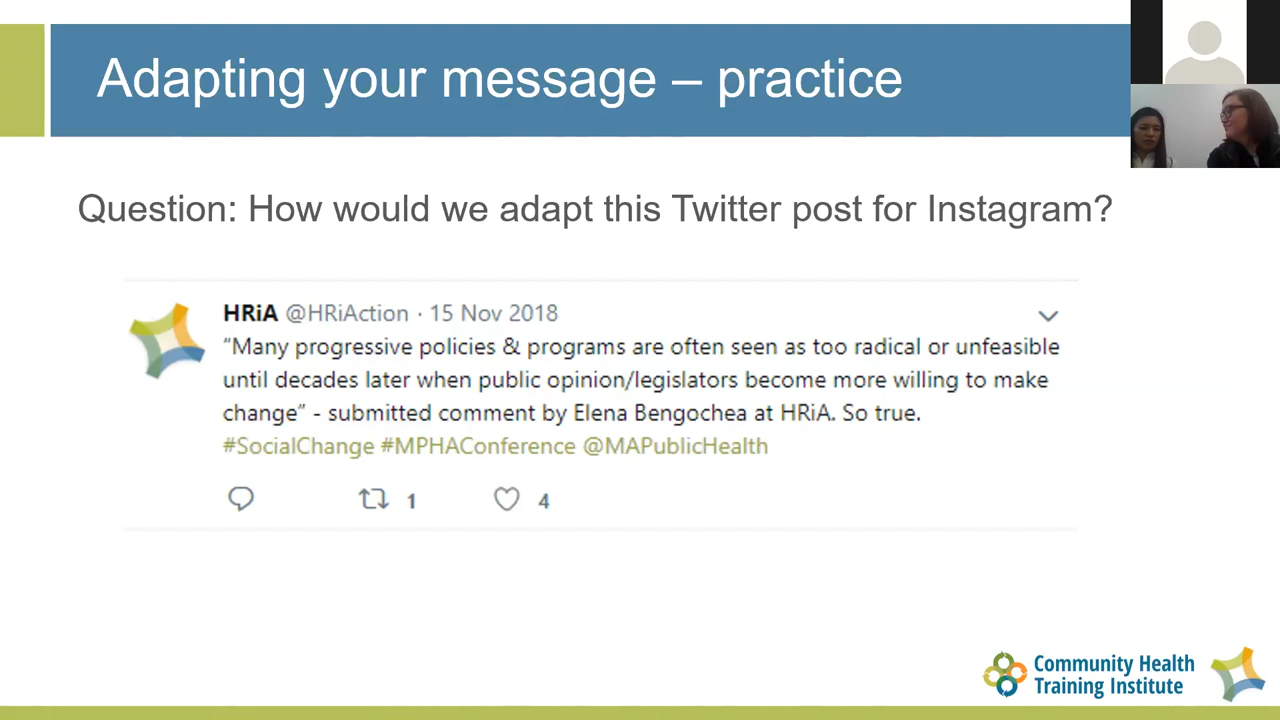 Adapting your message – practice
Question: How would we adapt this Twitter post for Instagram?
HRiA @HRiAction · 15 Nov 2018
“Many progressive policies & programs are often seen as too radical or unfeasible
until decades later when public opinion/legislators become more willing to make
change” - submitted comment by Elena Bengochea at HRiA. So true.
#SocialChange #MPHAConference @MAPublicHealth
1 4
Community Health
Training Institute